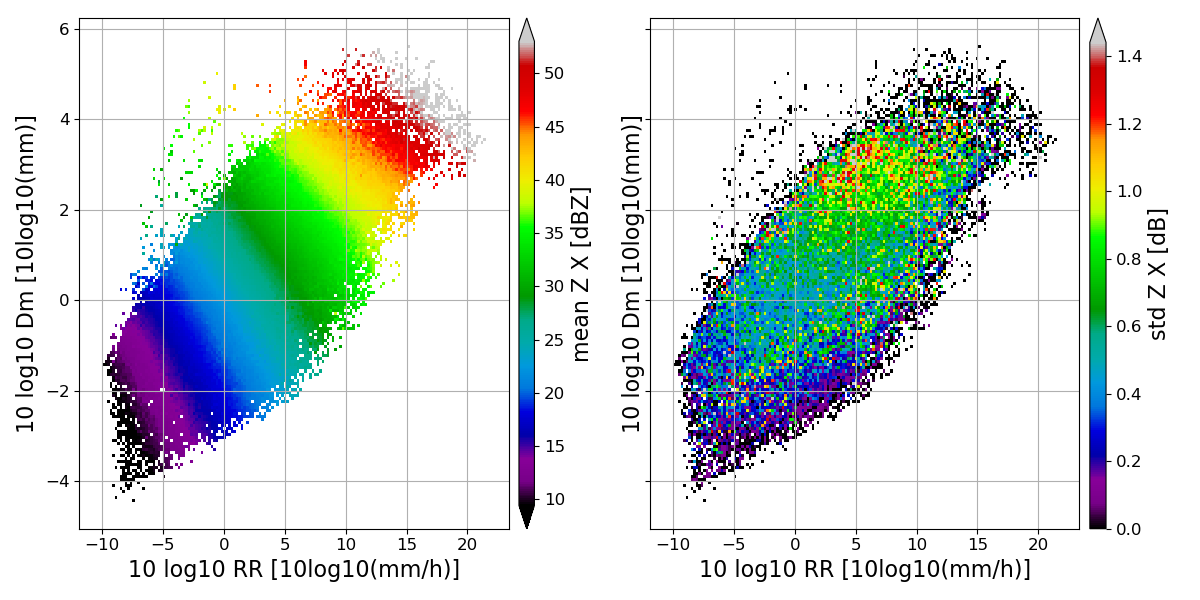 10 log10 Dm [10log10(mm)]
6
4
2
0
−2
−4
−10 −5 0 5 10 15 20
10 log10 RR [10log10(mm/h)]
50
45
40
35
30
25
20
15
10
mean Z X [dBZ]
10 log10 Dm [10log10(mm)]
−10 −5 0 5 10 15 20
10 log10 RR [10log10(mm/h)]
1.4
1.2
1.0
0.8
0.6
0.4
0.2
0.0
std Z X [dB]